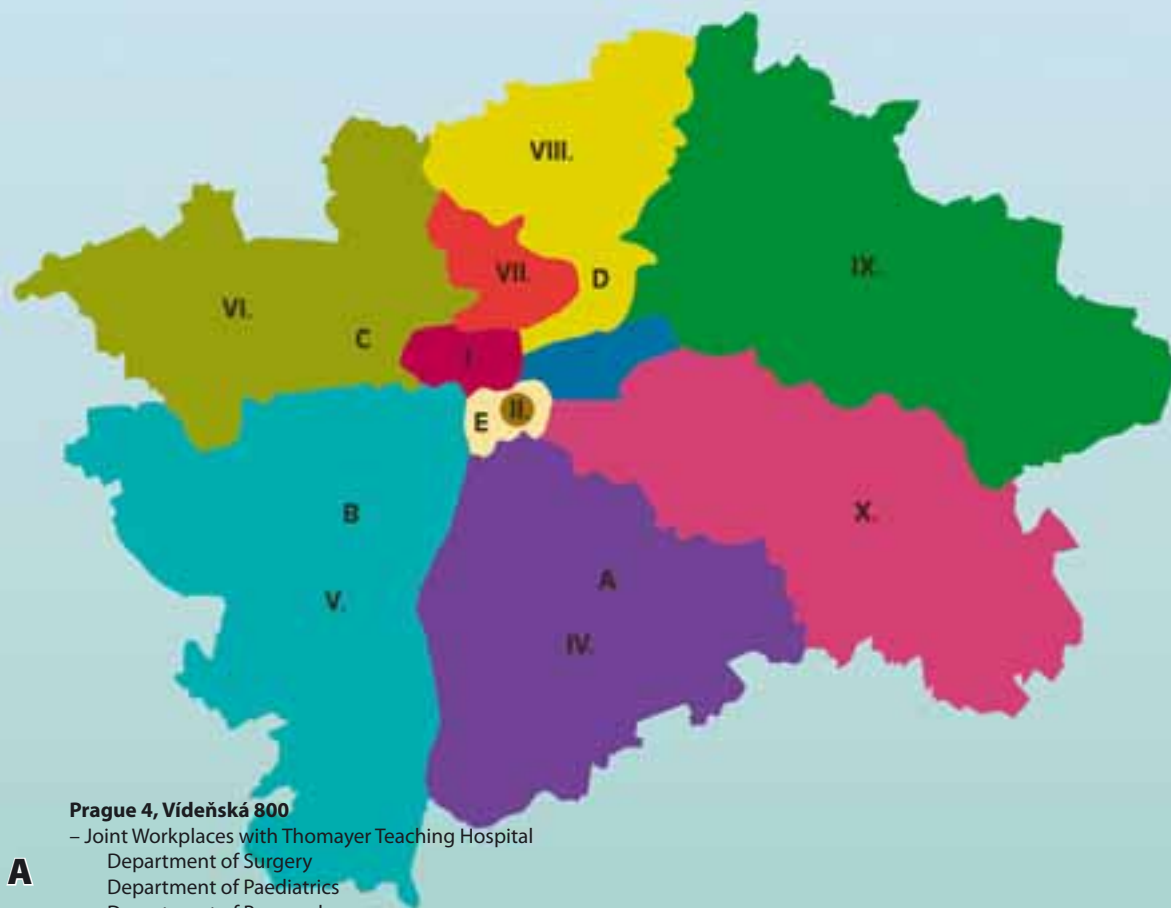 VIII.
IX.
VII.
D
VI.
C
I
E
II.
B
X.
A
V.
IV.
Prague 4, Vídeňská 800
– Joint Workplaces with Thomayer Teaching Hospital
A
Department of Surgery
Department of Paediatrics